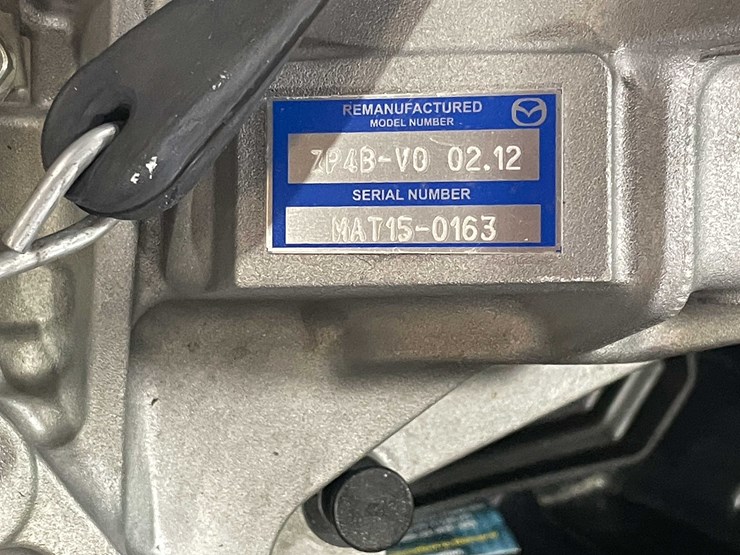 REMANUFACTURED
MODEL NUMBER
ZP4B-V0 02.12
SERIAL NUMBER
MAT15-0163